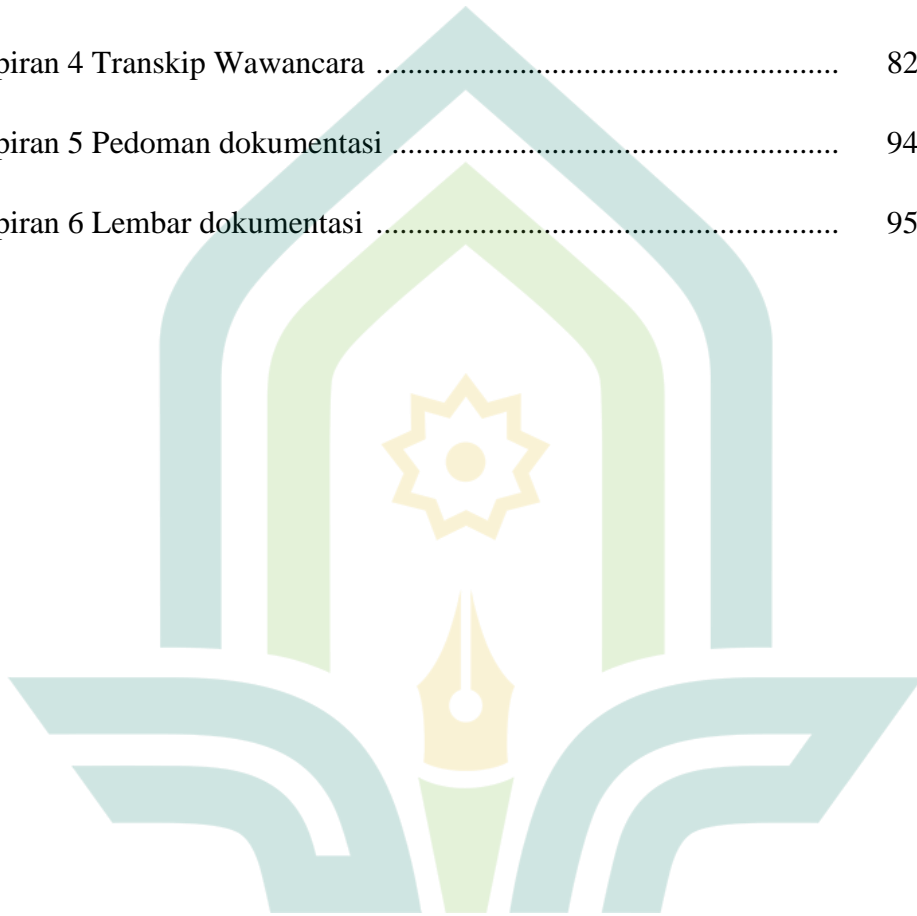 piran 4 Transkip Wawancara ........................................................ 82
piran 5 Pedoman dokumentasi ...................................................... 94
piran 6 Lembar dokumentasi ........................................................ 95